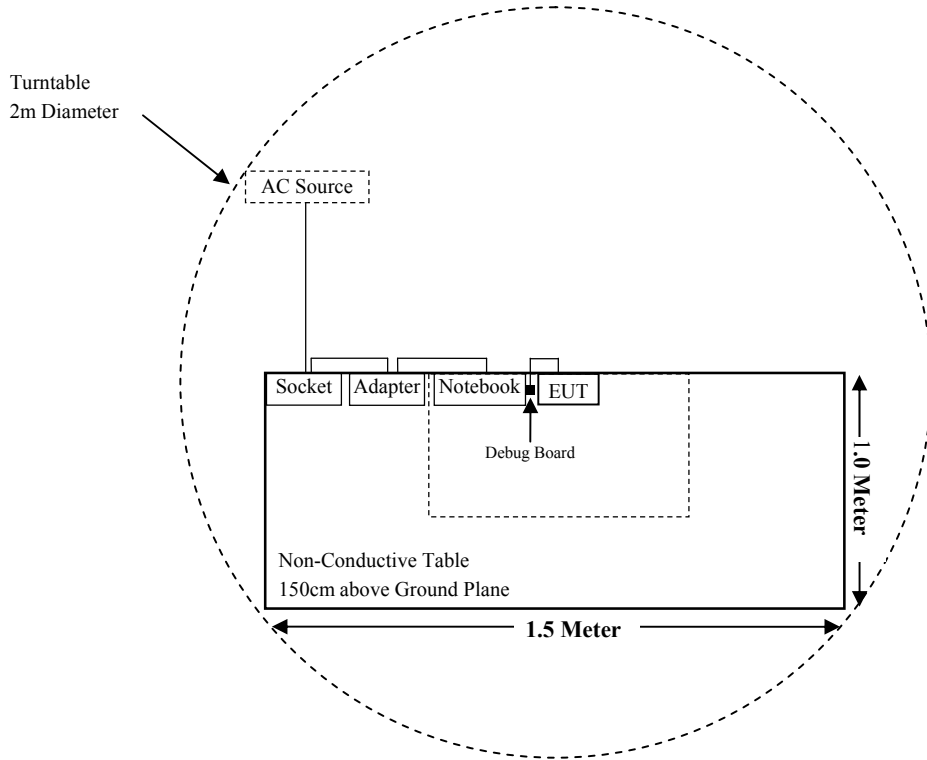 Turntable
2m Diameter
AC Source
Socket
Adapter
Notebook
EUT
Debug Board
1.0 Meter
Non-Conductive Table
150cm above Ground Plane
1.5 Meter